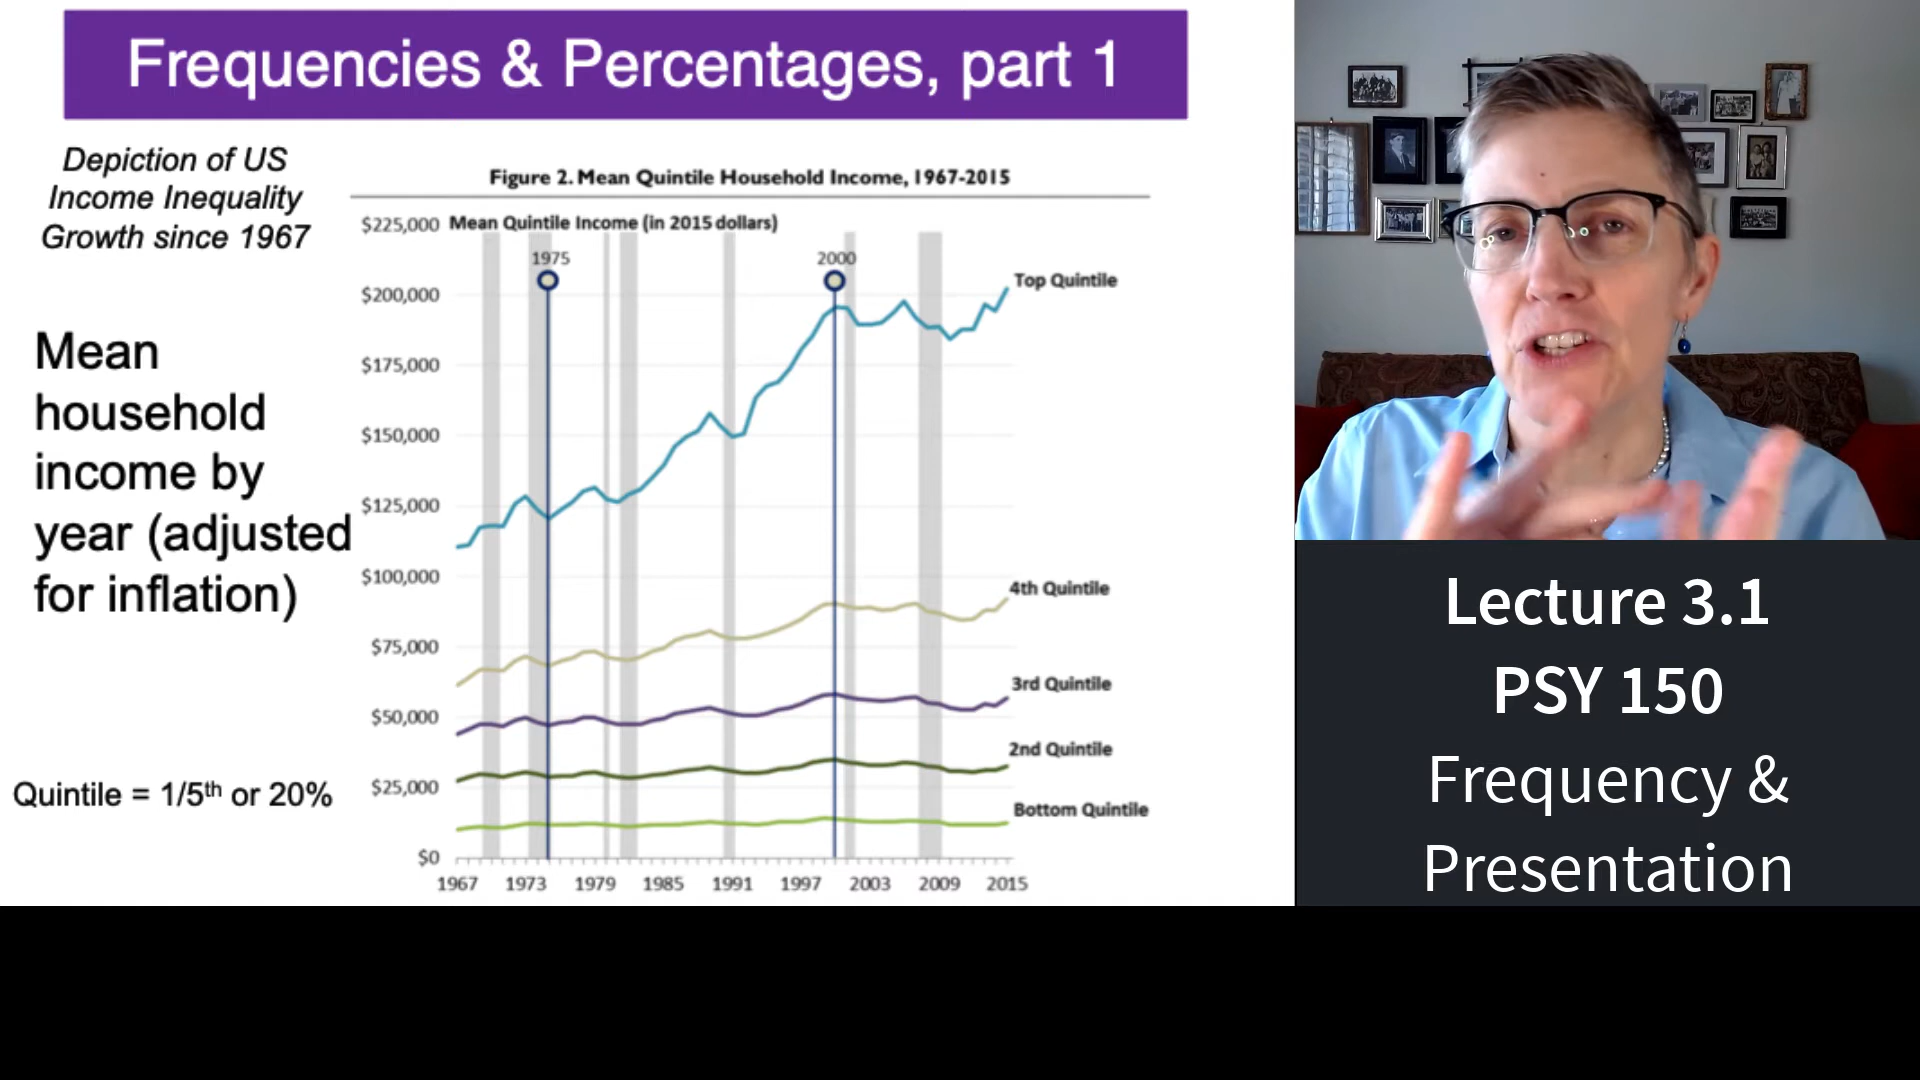 Frequencies & Percentages, part 1
Depiction of US
Income Inequality
Growth since 1967
Mean
household
income by
year (adjusted
for inflation)
Quintile = 1/5th or 20%
Figure 2. Mean Quintile Household Income, 1967-2015
Mean Quintile Income (in 2015 dollars)
$225,000
$200,000
$175,000
$150,000
$125,000
$100,000
$75,000
$50,000
$25,000
$0
1975
2000
Top Quintile
4th Quintile
3rd Quintile
2nd Quintile
Bottom Quintile
1967 1973 1979 1985 1991 1997 2003 2009 2015
Lecture 3.1
PSY 150
Frequency &
Presentation